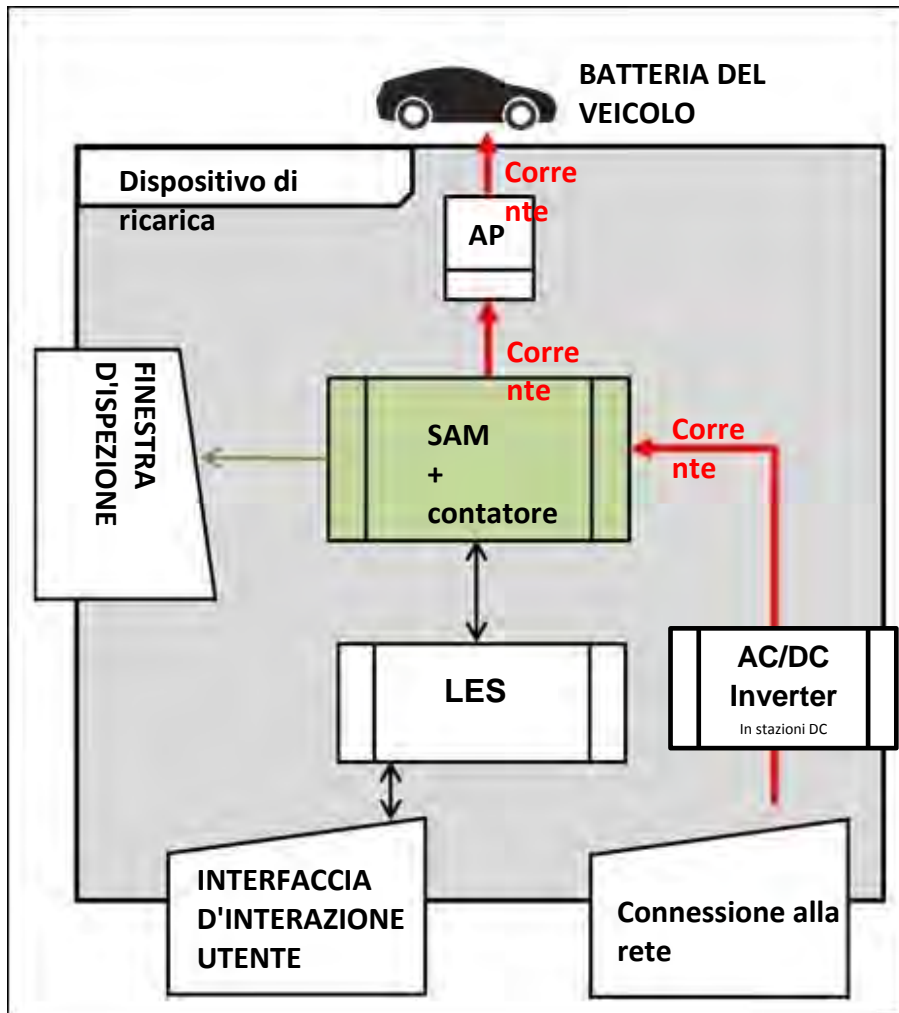 BATTERIA DEL
VEICOLO
Dispositivo di
ricarica
Corre
nte
AP
Corre
nte
FINESTRA
D'ISPEZIONE
SAM
+
contatore
Corre
nte
LES
AC/DC
Inverter
In stazioni DC
INTERFACCIA
D'INTERAZIONE
UTENTE
Connessione alla
rete